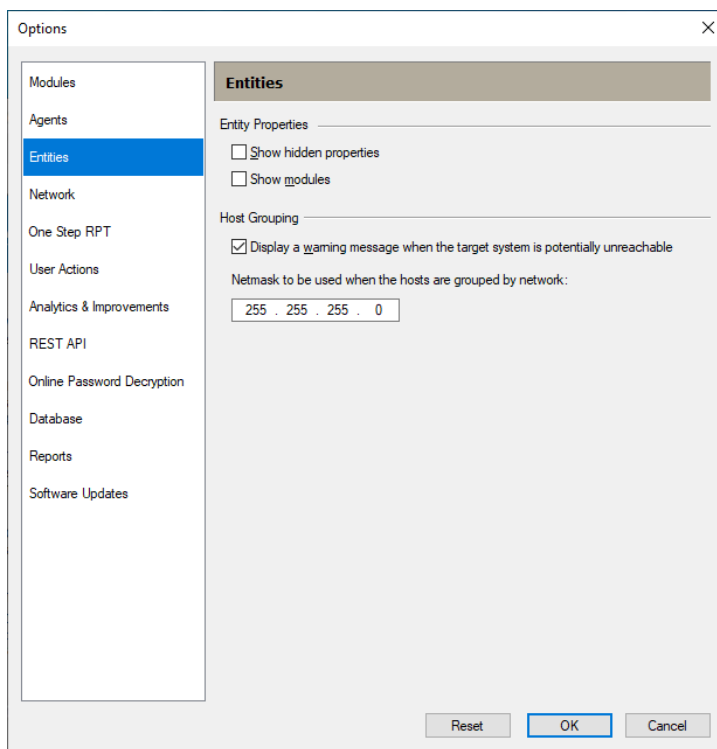 Options
Modules
Agents
Entities
Network
One Step RPT
User Actions
Analytics & Improvements
REST API
Online Password Decryption
Database
Reports
Software Updates
Entities
Entity Properties
Show hidden properties
Show modules
Host Grouping
Display a warning message when the target system is potentially unreachable
Netmask to be used when the hosts are grouped by network:
255 . 255 . 255 . 0
Reset OK Cancel